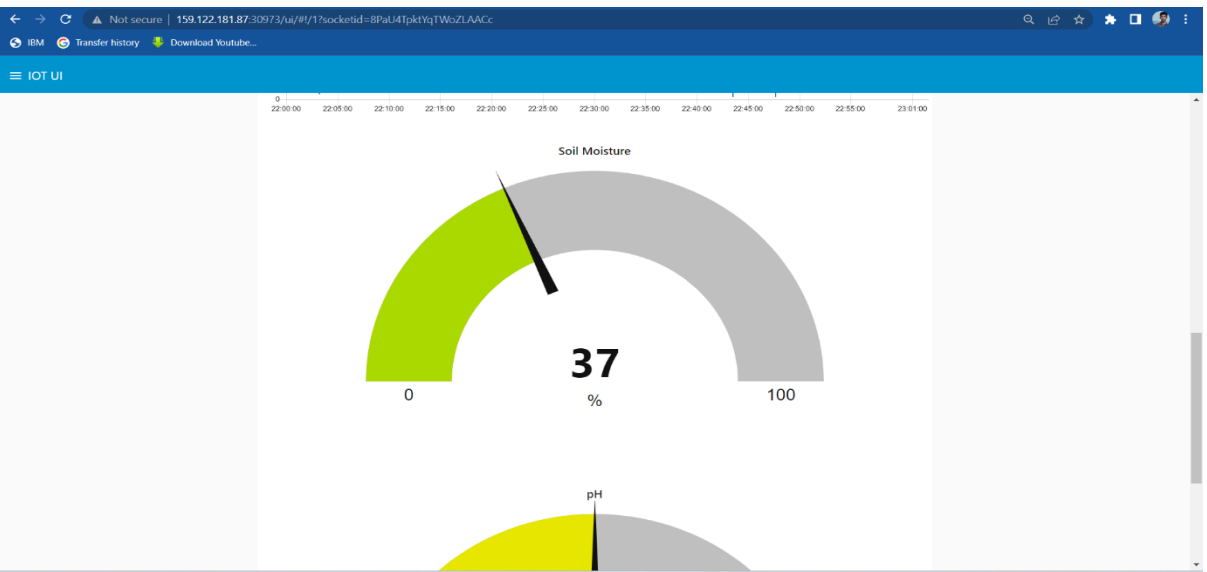 Not secure | 159.122.181.87:30973/ui/#!/1?socketid=8PaU4TpktYqTWoZLAACc
IBM Transfer history Download Youtube...
IOT UI
0
22:00:00 22:05:00 22:10:00 22:15:00 22:20:00 22:25:00 22:30:00 22:35:00 22:40:00 22:45:00 22:50:00 22:55:00 23:01:00
Soil Moisture
37
0 % 100
pH